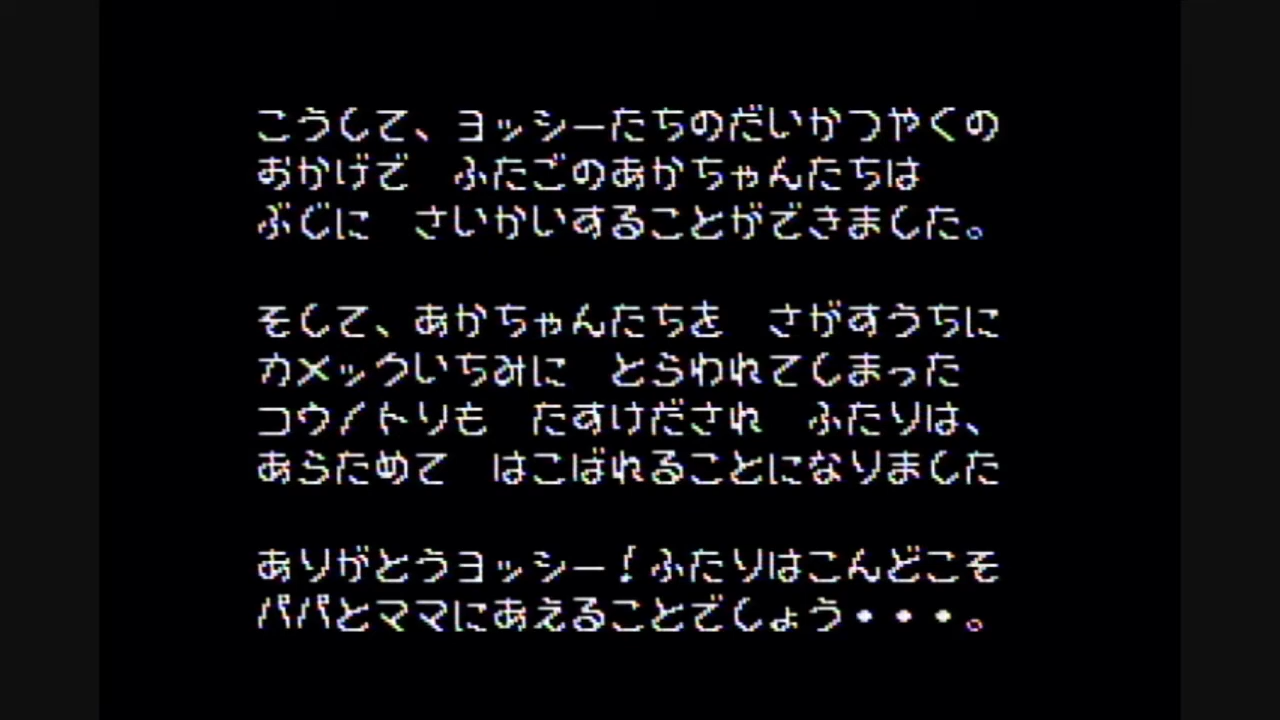 こうして、ヨッシーたちのだいかつやくの
おかげで　ふたごのあかちゃんたちは
ぶじに　さいかいすることができました。
そして、あかちゃんたちを　さがすうちに
カメックいちみに　とらわれてしまった
コウノトリも　たすけだされ　ふたりは、
あらためて　はこばれることになりました
ありがとうヨッシー！ふたりはこんどこそ
パパとママにあえることでしょう・・・。